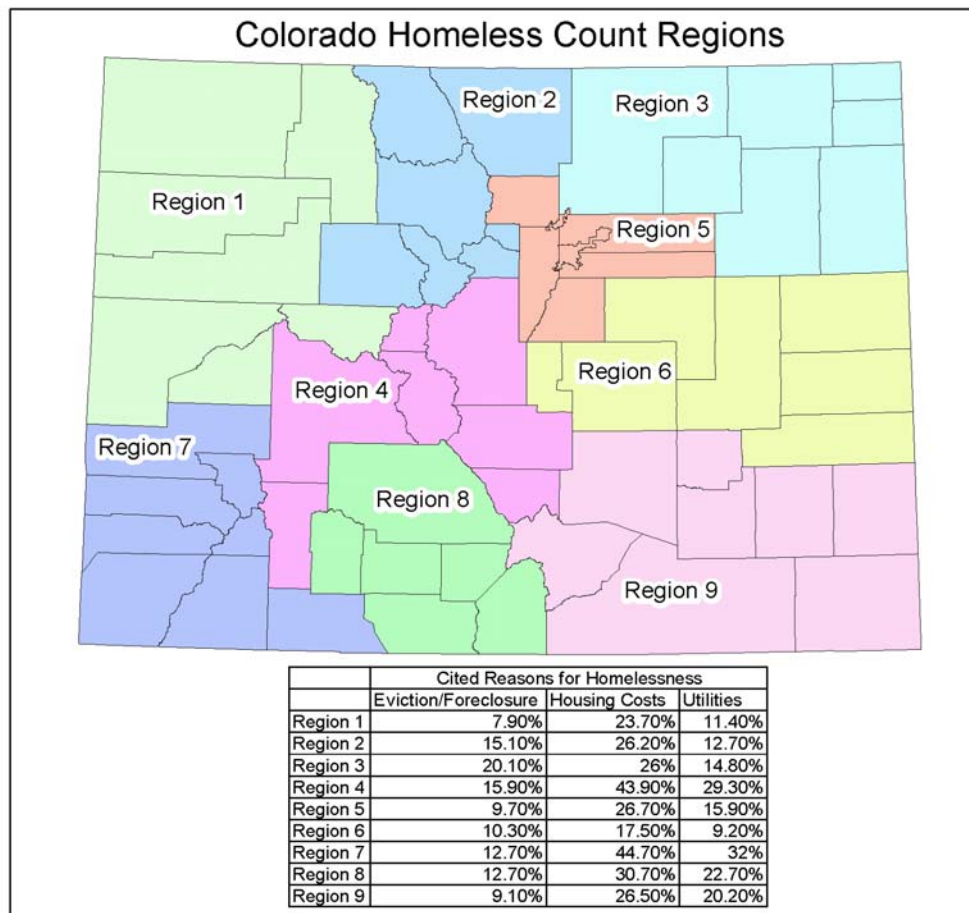 Colorado Homeless Count Regions
Region 2
Region 3
Region 1
Region 5
Region 6
Region 4
Region 7
Region 8
Region 9
Cited Reasons for Homelessness
Eviction/Foreclosure Housing Costs Utilities
Region 1 7.90% 23.70% 11.40%
Region 2 15.10% 26.20% 12.70%
Region 3 20.10% 26% 14.80%
Region 4 15.90% 43.90% 29.30%
Region 5 9.70% 26.70% 15.90%
Region 6 10.30% 17.50% 9.20%
Region 7 12.70% 44.70% 32%
Region 8 12.70% 30.70% 22.70%
Region 9 9.10% 26.50% 20.20%